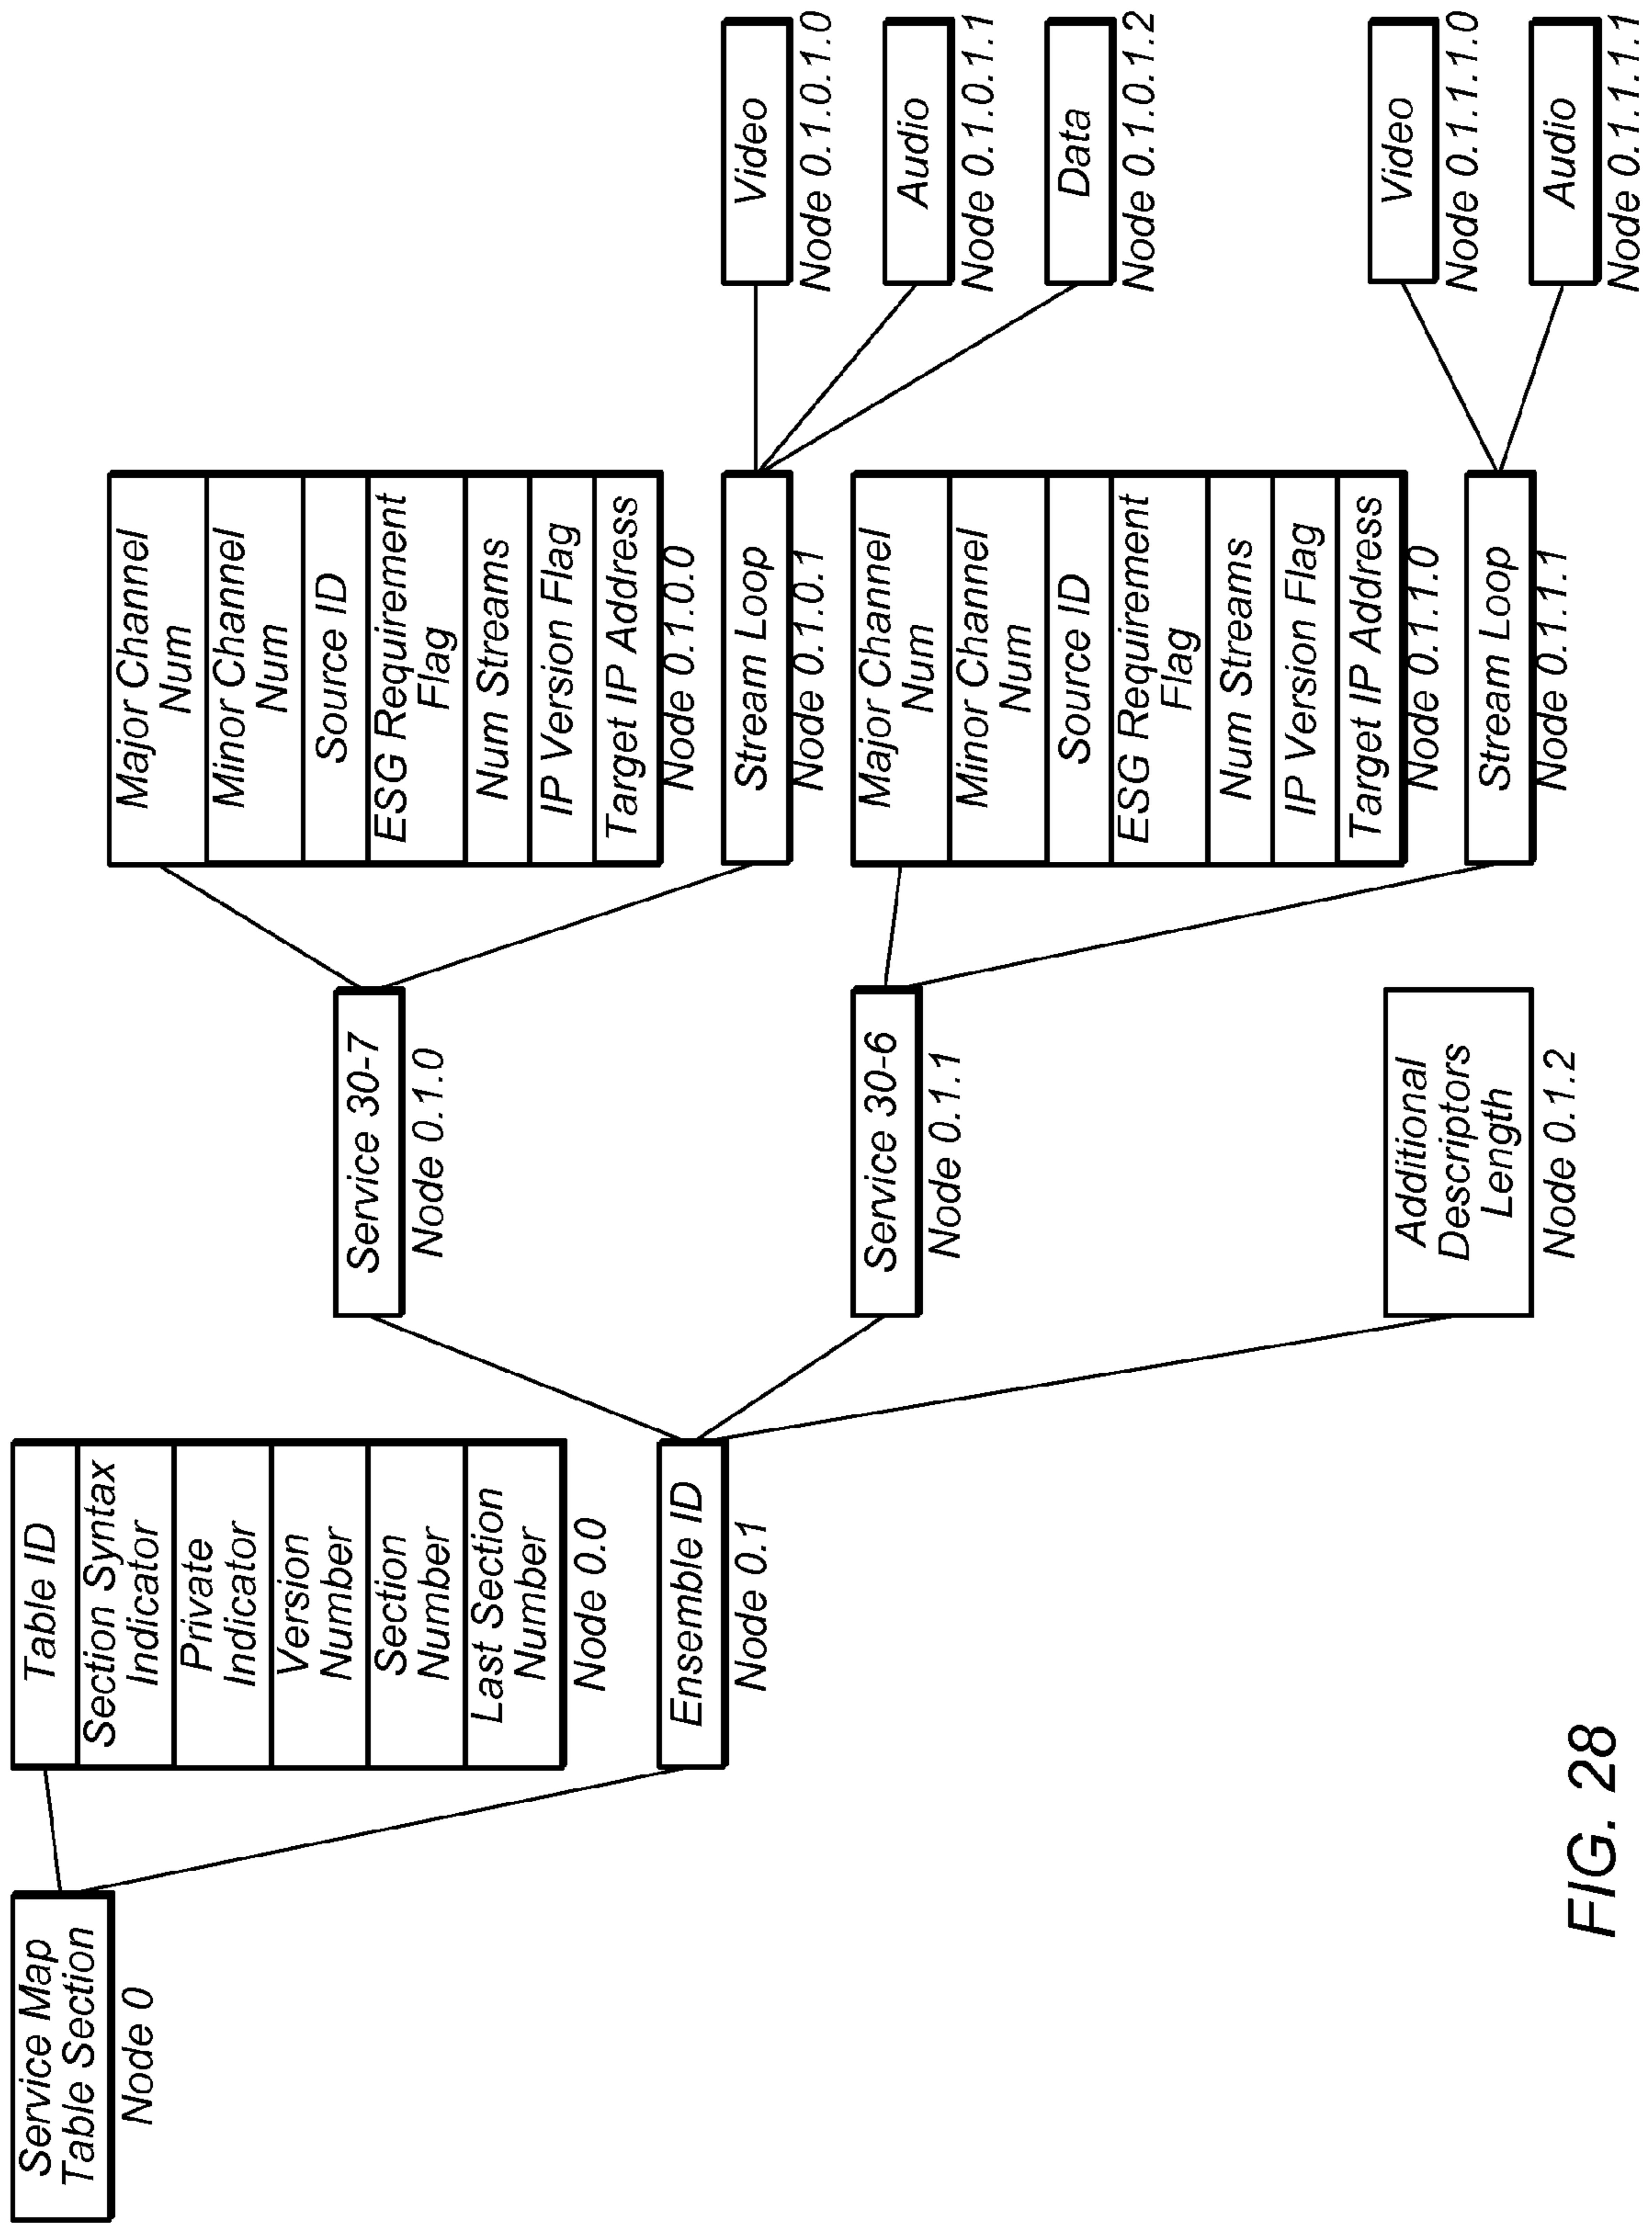 Service Map
Table Section
Node 0
Table ID
Section Syntax
Indicator
Private
Indicator
Version
Number
Section
Number
Last Section
Number
Node 0.0
Ensemble ID
Node 0.1
Service 30-7
Node 0.1.0
Service 30-6
Node 0.1.1
Additional
Descriptors
Length
Node 0.1.2
Major Channel
Num
Minor Channel
Num
Source ID
ESG Requirement
Flag
Num Streams
IP Version Flag
Target IP Address
Node 0.1.0.0
Stream Loop
Node 0.1.0.1
Major Channel
Num
Minor Channel
Num
Source ID
ESG Requirement
Flag
Num Streams
IP Version Flag
Target IP Address
Node 0.1.1.0
Stream Loop
Node 0.1.1.1
Video
Node 0.1.0.1.0
Audio
Node 0.1.0.1.1
Data
Node 0.1.0.1.2
Video
Node 0.1.1.1.0
Audio
Node 0.1.1.1.1
FIG. 28